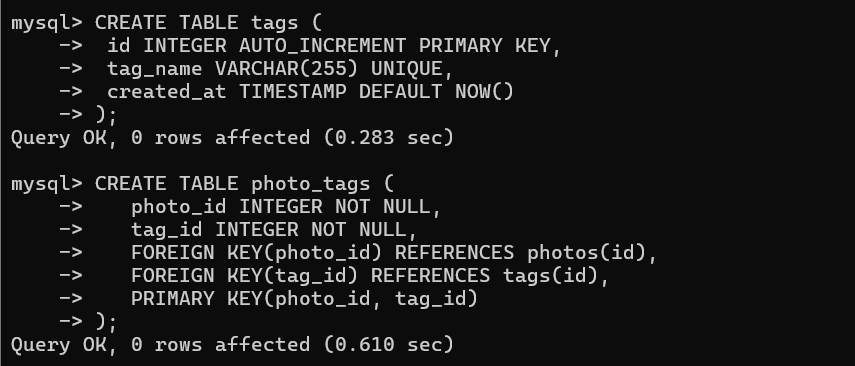 mysql> CREATE TABLE tags (
    ->  id INTEGER AUTO_INCREMENT PRIMARY KEY,
    ->  tag_name VARCHAR(255) UNIQUE,
    ->  created_at TIMESTAMP DEFAULT NOW()
    -> );
Query OK, 0 rows affected (0.283 sec)

mysql> CREATE TABLE photo_tags (
    ->    photo_id INTEGER NOT NULL,
    ->    tag_id INTEGER NOT NULL,
    ->    FOREIGN KEY(photo_id) REFERENCES photos(id),
    ->    FOREIGN KEY(tag_id) REFERENCES tags(id),
    ->    PRIMARY KEY(photo_id, tag_id)
    -> );
Query OK, 0 rows affected (0.610 sec)